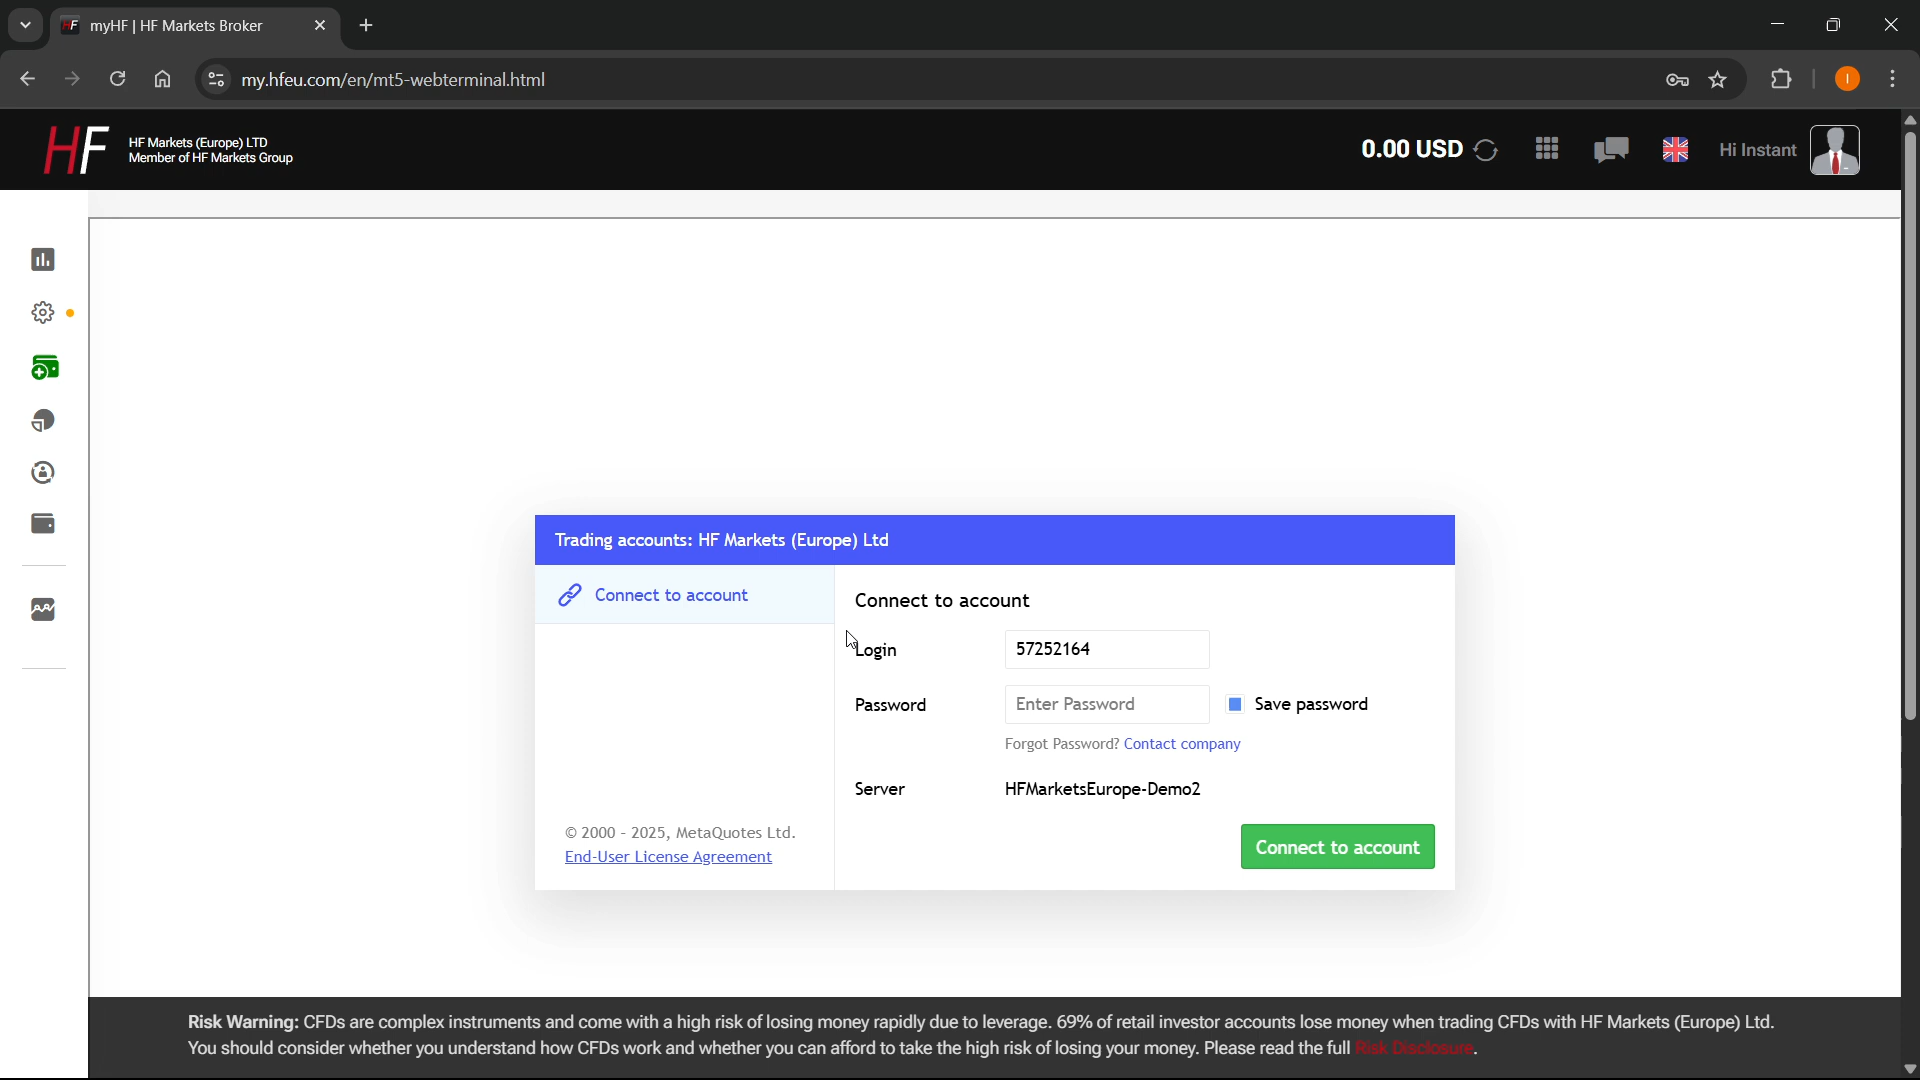 myHF | HF Markets Broker
my.hfeu.com/en/mt5-webterminal.html
I
HF
HF Markets (Europe) LTD
Member of HF Markets Group
0.00 USD
Hi Instant
Trading accounts: HF Markets (Europe) Ltd
Connect to account
Connect to account
Login
57252164
Password
Enter Password
Save password
Forgot Password? Contact company
Server
HFMarketsEurope-Demo2
© 2000 - 2025, MetaQuotes Ltd.
End-User License Agreement
Connect to account
Risk Warning: CFDs are complex instruments and come with a high risk of losing money rapidly due to leverage. 69% of retail investor accounts lose money when trading CFDs with HF Markets (Europe) Ltd.
You should consider whether you understand how CFDs work and whether you can afford to take the high risk of losing your money. Please read the full Risk Disclosure.